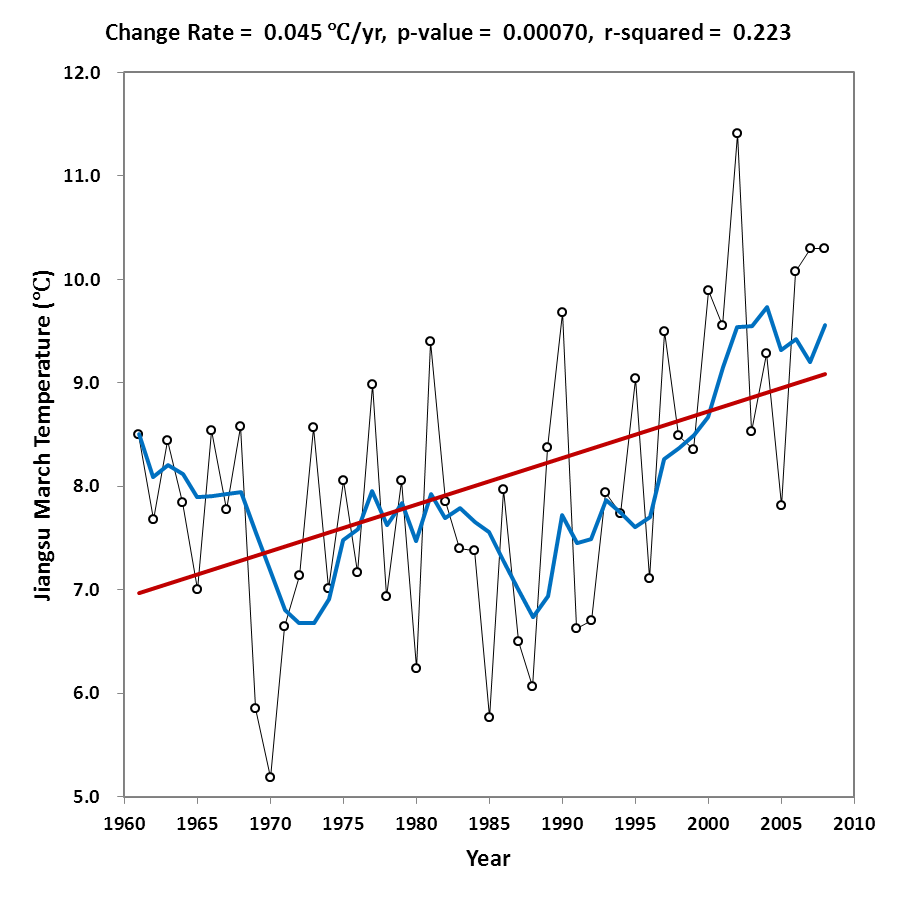 Change Rate = 0.045 ℃/yr, p-value = 0.00070, r-squared = 0.223
12.0
11.0
10.0
9.0
8.0
7.0
6.0
5.0
Jiangsu March Temperature (℃)
1960 1965 1970 1975 1980 1985 1990 1995 2000 2005 2010
Year